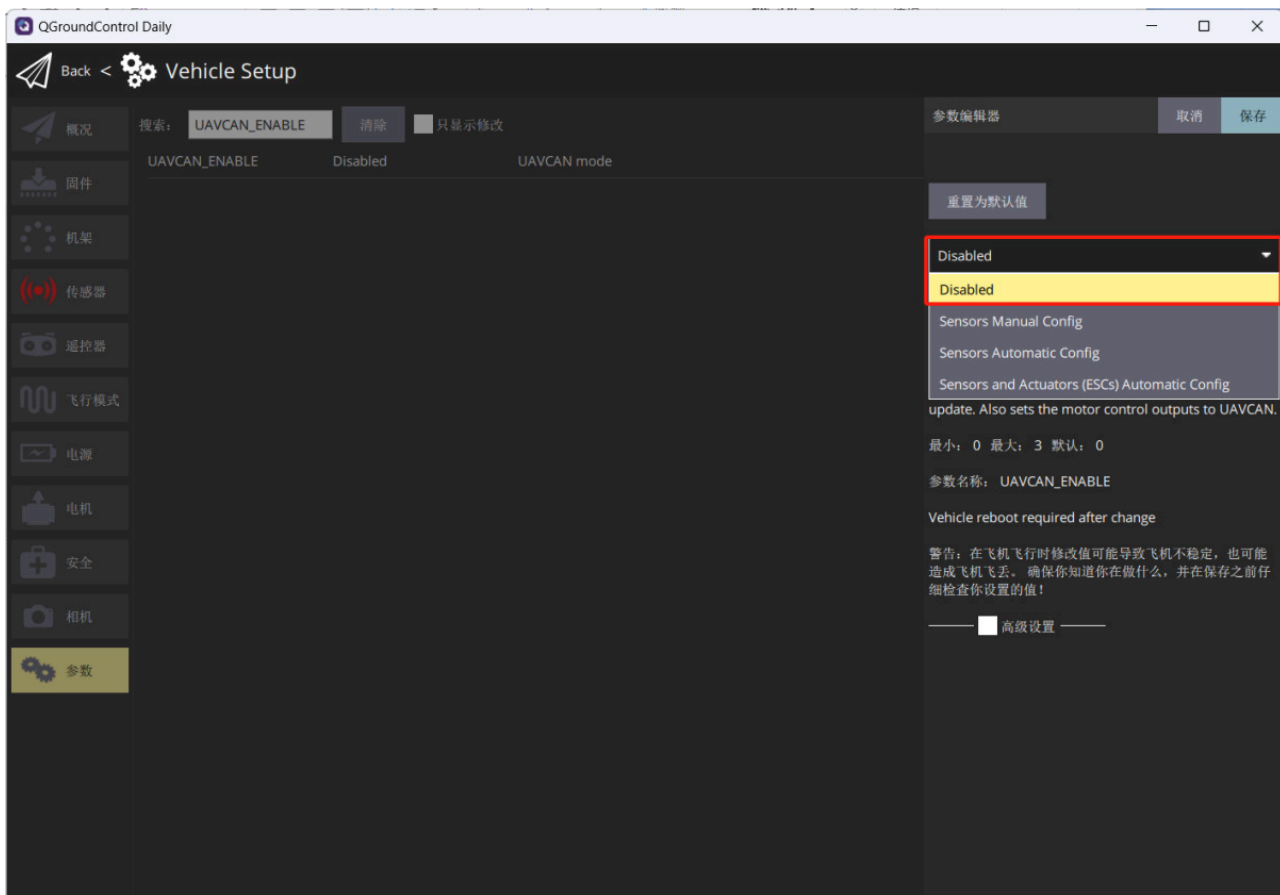 QGroundControl Daily
Back < Vehicle Setup
概况
固件
机架
传感器
遥控器
飞行模式
电源
电机
安全
相机
参数
搜索： UAVCAN_ENABLE 清除 只显示修改
UAVCAN_ENABLE Disabled UAVCAN mode
参数编辑器 取消 保存
重置为默认值
Disabled
Disabled
Sensors Manual Config
Sensors Automatic Config
Sensors and Actuators (ESCs) Automatic Config
update. Also sets the motor control outputs to UAVCAN.
最小： 0 最大： 3 默认： 0
参数名称： UAVCAN_ENABLE
Vehicle reboot required after change
警告：在飞机飞行时修改值可能导致飞机不稳定，也可能
造成飞机飞丢。 确保你知道你在做什么，并在保存之前仔
细检查你设置的值！
高级设置